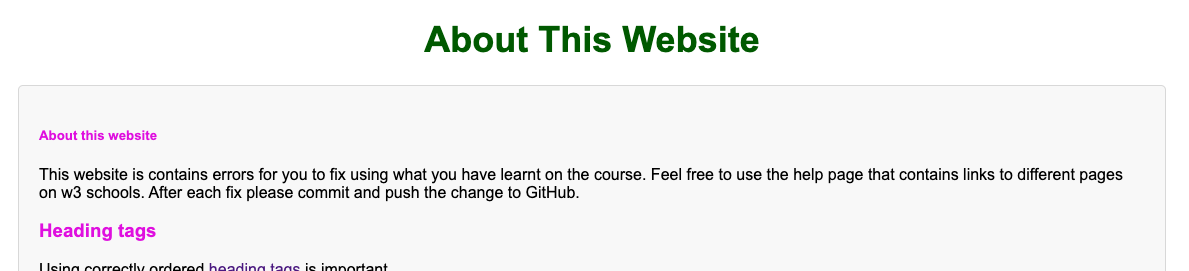 About This Website
About this website
This website is contains errors for you to fix using what you have learnt on the course. Feel free to use the help page that contains links to different pages
on w3 schools. After each fix please commit and push the change to GitHub.
Heading tags
Using correctly ordered heading tags is important